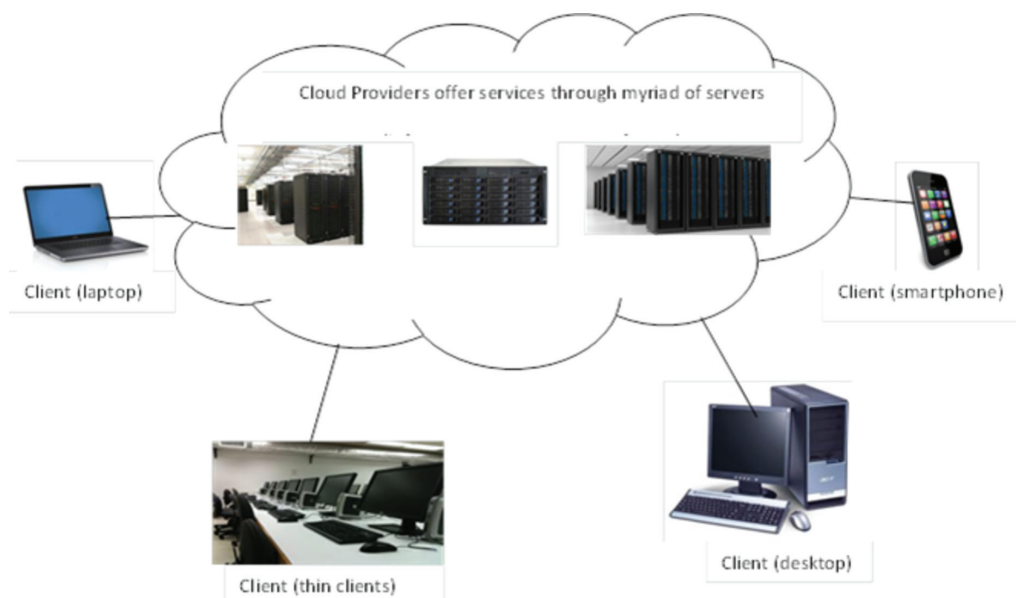 Cloud Providers offer services through myriad of servers
Client (laptop)
Client (smartphone)
Client (thin clients)
Client (desktop)